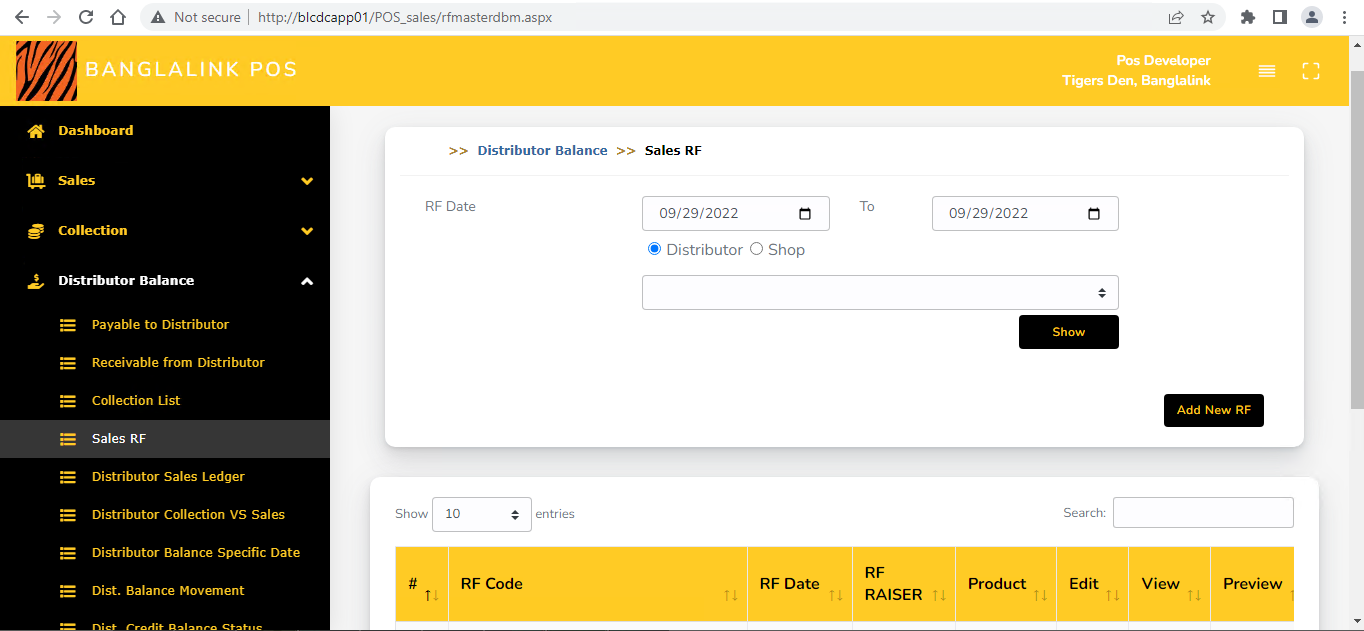 Not secure | http://blcdcapp01/POS_sales/rfmasterdbm.aspx
BANGLALINK POS
Pos Developer
Tigers Den, Banglalink
Dashboard
Sales
Collection
Distributor Balance
Payable to Distributor
Receivable from Distributor
Collection List
Sales RF
Distributor Sales Ledger
Distributor Collection VS Sales
Distributor Balance Specific Date
Dist. Balance Movement
Dist. Credit Balance Status
>> Distributor Balance >> Sales RF
RF Date 09/29/2022 To 09/29/2022
Distributor Shop
Show
Add New RF
Show 10 entries Search:
# RF Code RF Date RF RAISER Product Edit View Preview